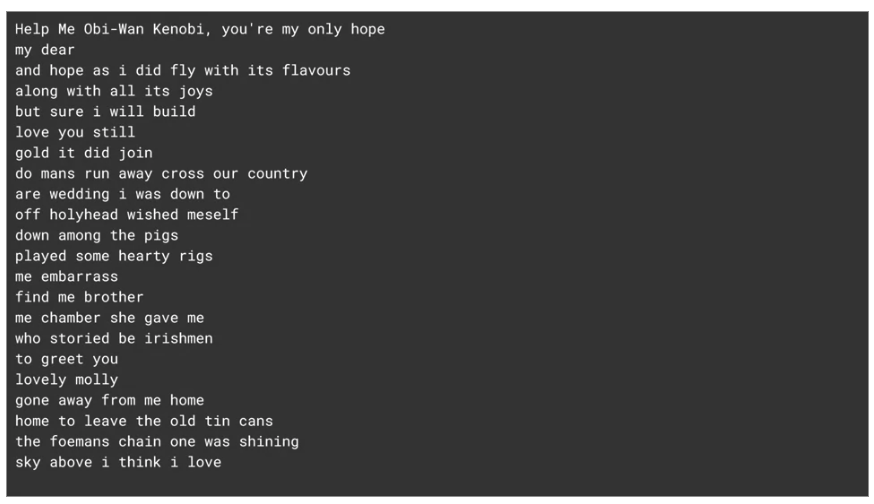 Help Me Obi-Wan Kenobi, you're my only hope
my dear
and hope as i did fly with its flavours
along with all its joys
but sure i will build
love you still
gold it did join
do mans run away cross our country
are wedding i was down to
off holyhead wished meself
down among the pigs
played some hearty rigs
me embarrass
find me brother
me chamber she gave me
who storied be irishmen
to greet you
lovely molly
gone away from me home
home to leave the old tin cans
the foemans chain one was shining
sky above i think i love